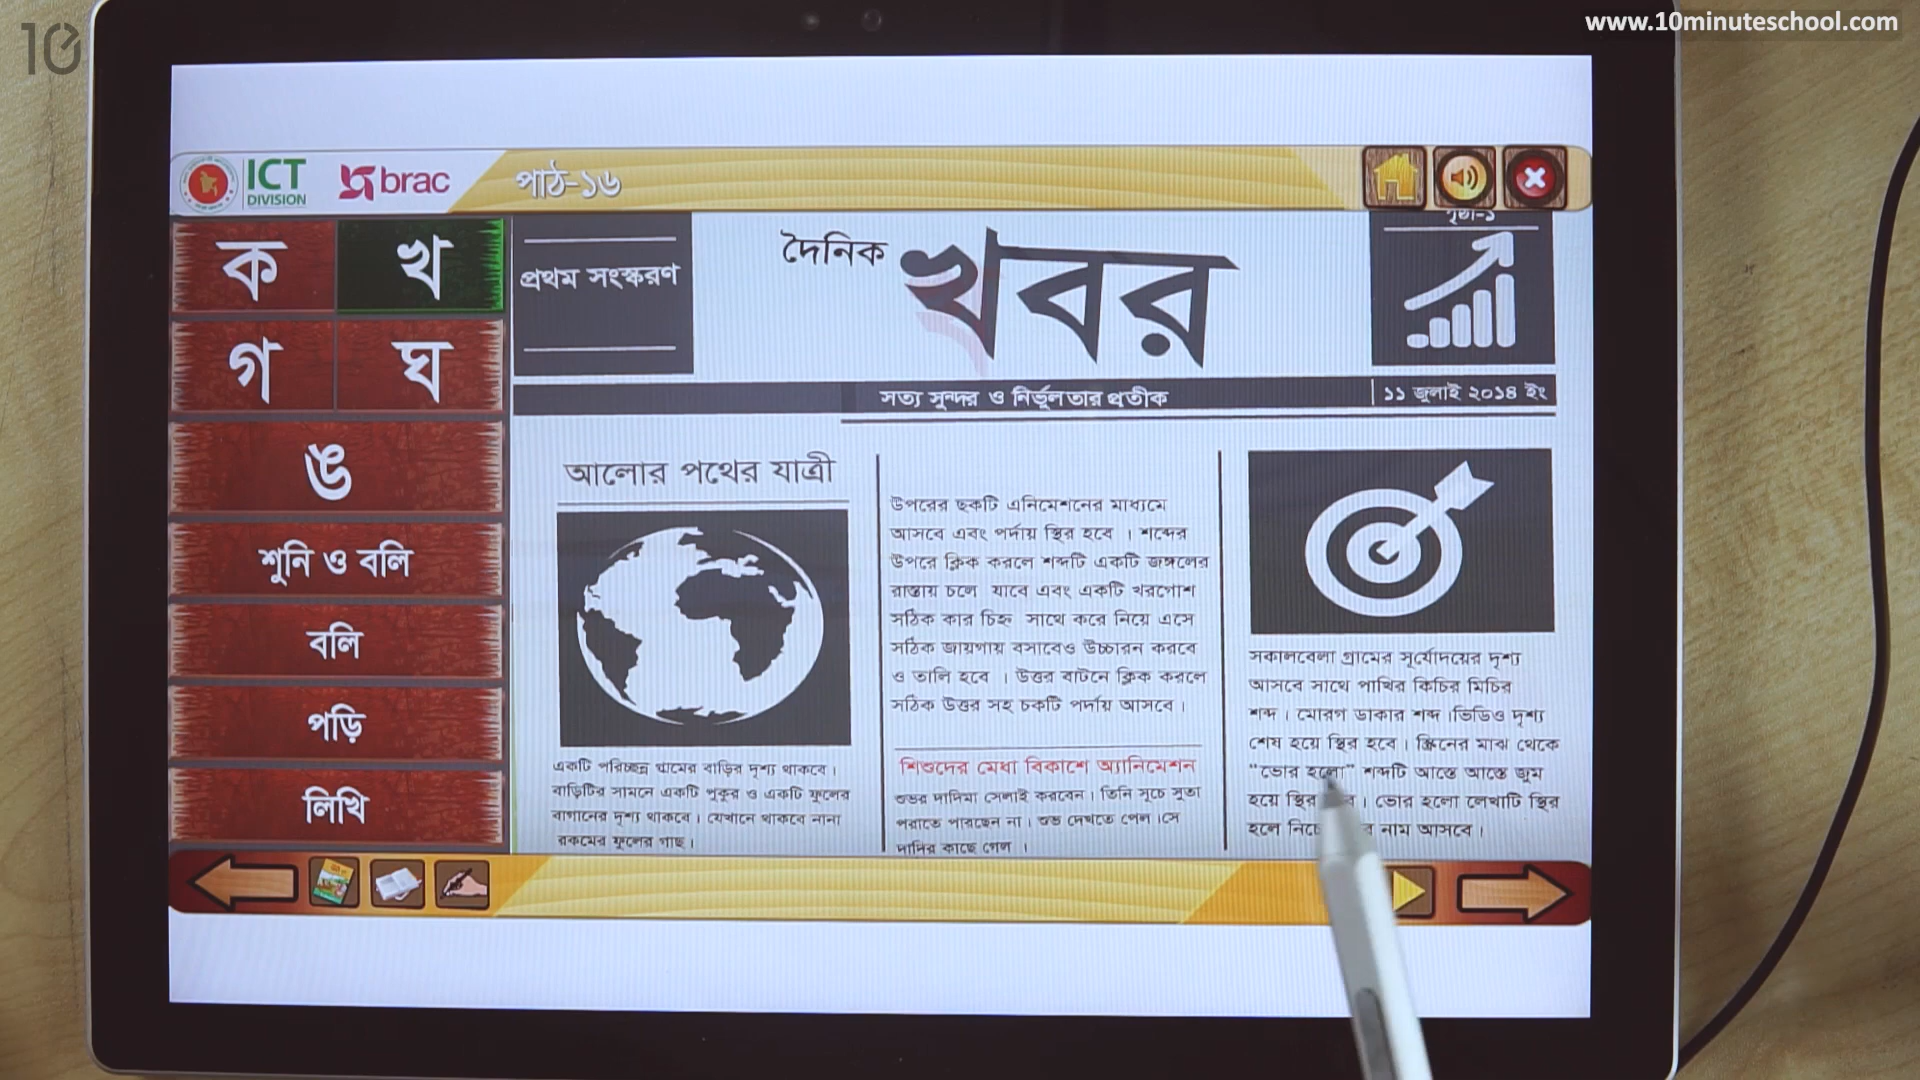 10
www.10minuteschool.com
ICT
DIVISION
brac
পাঠ-১৬
ক
খ
গ
ঘ
ঙ
শুনি ও বলি
বলি
পড়ি
লিখি
প্রথম সংস্করণ
দৈনিক
খবর
পৃষ্ঠা-১
সত্য সুন্দর ও নির্ভুলতার প্রতীক
১১ জুলাই ২০১৪ ইং
আলোর পথের যাত্রী
একটি পরিচ্ছন্ন গ্রামের বাড়ির দৃশ্য থাকবে।
বাড়িটির সামনে একটি পুকুর ও একটি ফুলের
বাগানের দৃশ্য থাকবে। যেখানে থাকবে নানা
রকমের ফুলের গাছ।
উপরের ছকটি এনিমেশনের মাধ্যমে
আসবে এবং পর্দায় স্থির হবে । শব্দের
উপরে ক্লিক করলে শব্দটি একটি জঙ্গলের
রাস্তায় চলে যাবে এবং একটি খরগোশ
সঠিক কার চিহ্ন সাথে করে নিয়ে এসে
সঠিক জায়গায় বসাবেও উচ্চারন করবে
ও তালি হবে । উত্তর বাটনে ক্লিক করলে
সঠিক উত্তর সহ চকটি পর্দায় আসবে।
শিশুদের মেধা বিকাশে অ্যানিমেশন
শুভর দাদিমা সেলাই করবেন। তিনি সূচে সুতা
পরাতে পারছেন না। শুভ দেখতে পেল।সে
দাদির কাছে গেল ।
সকালবেলা গ্রামের সূর্যোদয়ের দৃশ্য
আসবে সাথে পাখির কিচির মিচির
শব্দ। মোরগ ডাকার শব্দ।ভিডিও দৃশ্য
শেষ হয়ে স্থির হবে। স্ক্রিনের মাঝ থেকে
“ভোর হলো” শব্দটি আস্তে আস্তে জুম
হয়ে স্থির । ভোর হলো লেখাটি স্থির
হলে নাম আসবে।